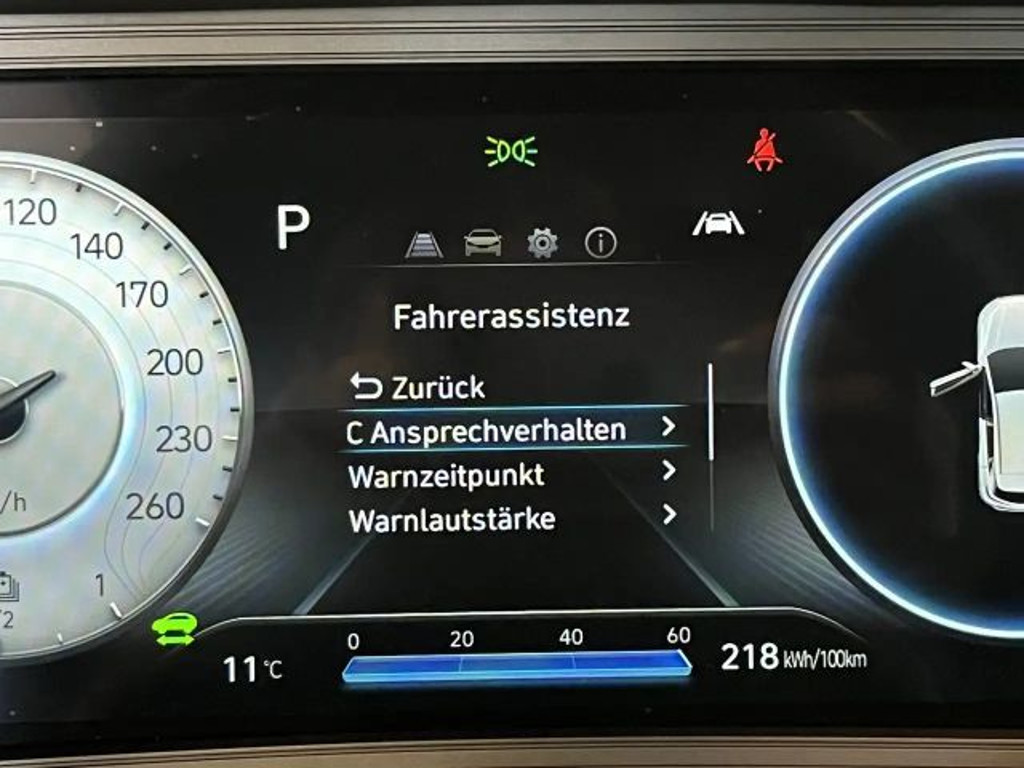 120
140
170
200
230
260
/h
1
/2
P
Fahrerassistenz
Zurück
C Ansprechverhalten
Warnzeitpunkt
Warnlautstärke
0 20 40 60
11 °C
218 kWh/100km